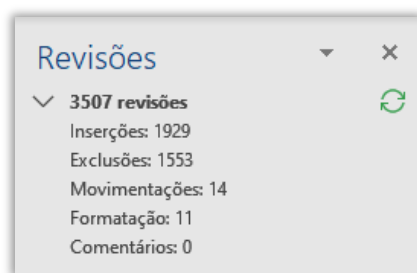 Revisões
3507 revisões
Inserções: 1929
Exclusões: 1553
Movimentações: 14
Formatação: 11
Comentários: 0